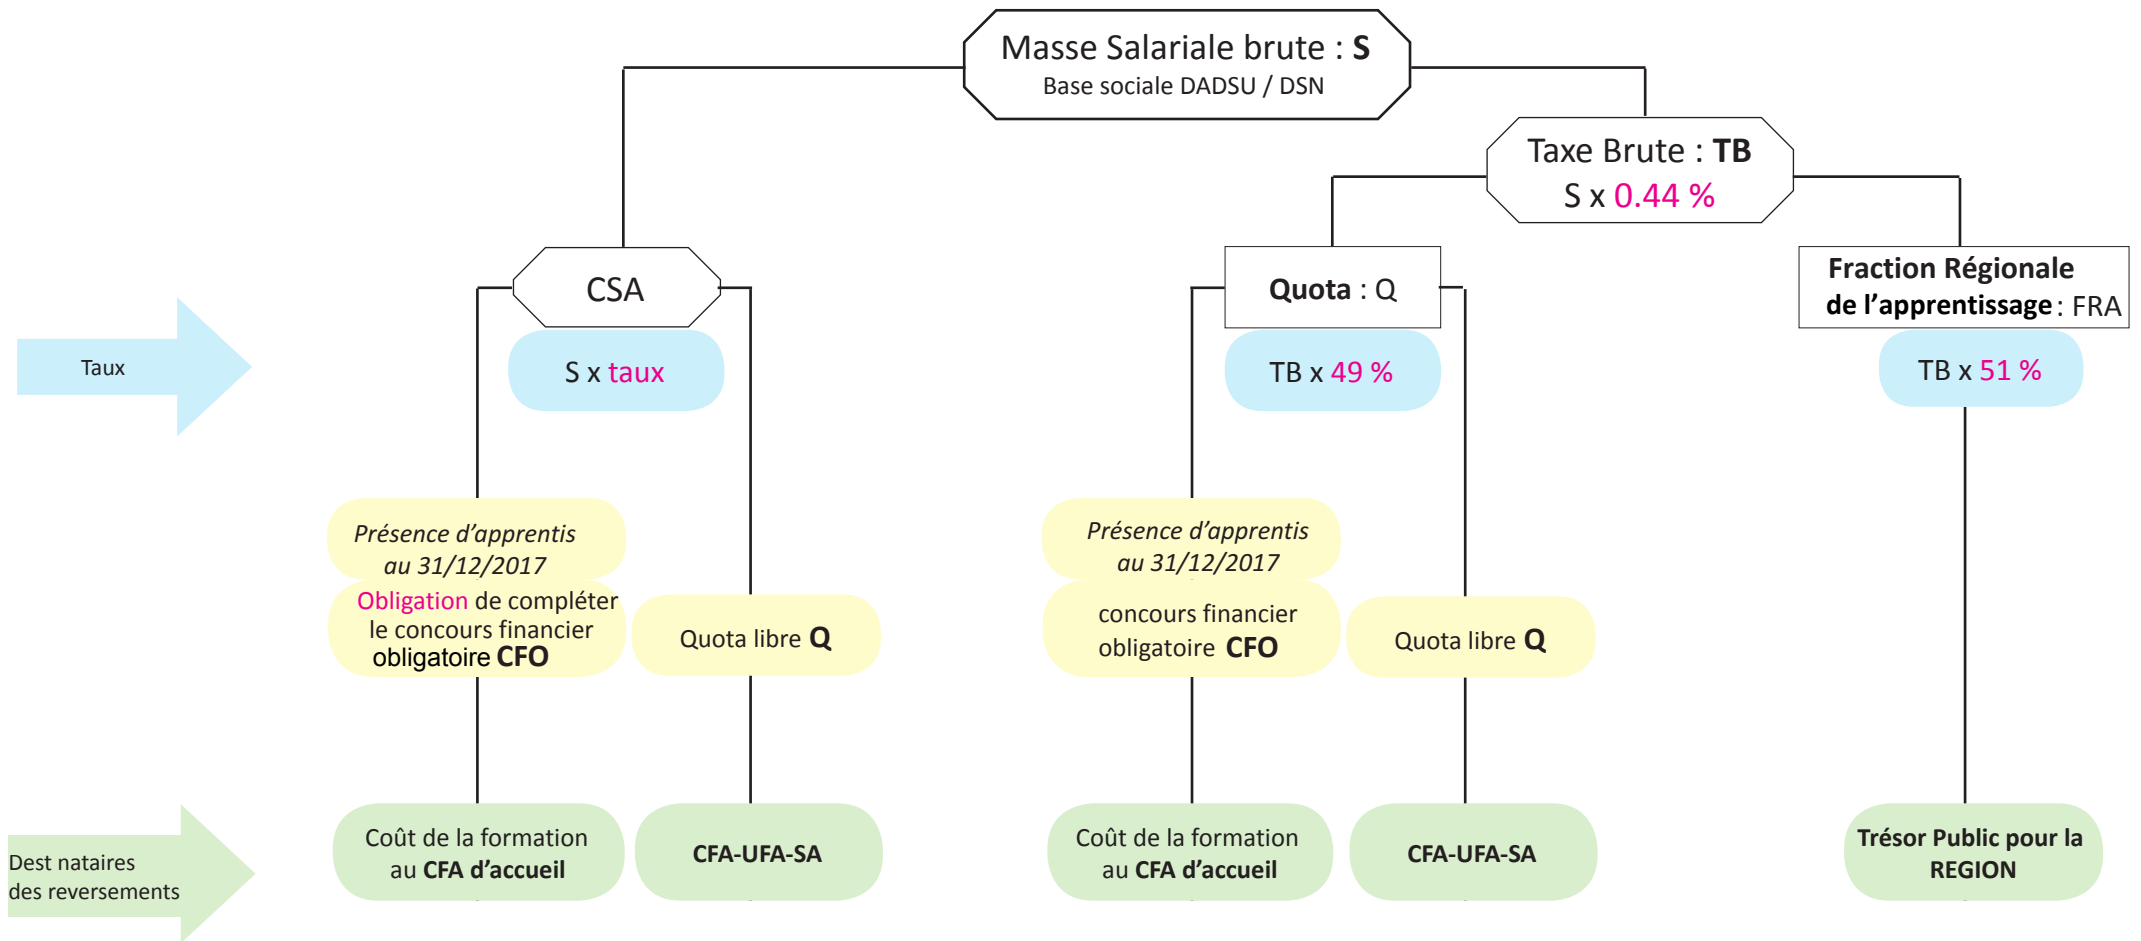 Masse Salariale brute : S
Base sociale DADSU / DSN
Taxe Brute : TB
S x 0.44 %
CSA
Quota : Q
Fraction Régionale
de l’apprentissage : FRA
Taux
S x taux
TB x 49 %
TB x 51 %
Présence d’apprentis
au 31/12/2017
Obligation de compléter
le concours financier
obligatoire CFO
Quota libre Q
Présence d’apprentis
au 31/12/2017
concours financier
obligatoire CFO
Quota libre Q
Dest nataires
des reversements
Coût de la formation
au CFA d’accueil
CFA-UFA-SA
Coût de la formation
au CFA d’accueil
CFA-UFA-SA
Trésor Public pour la
REGION